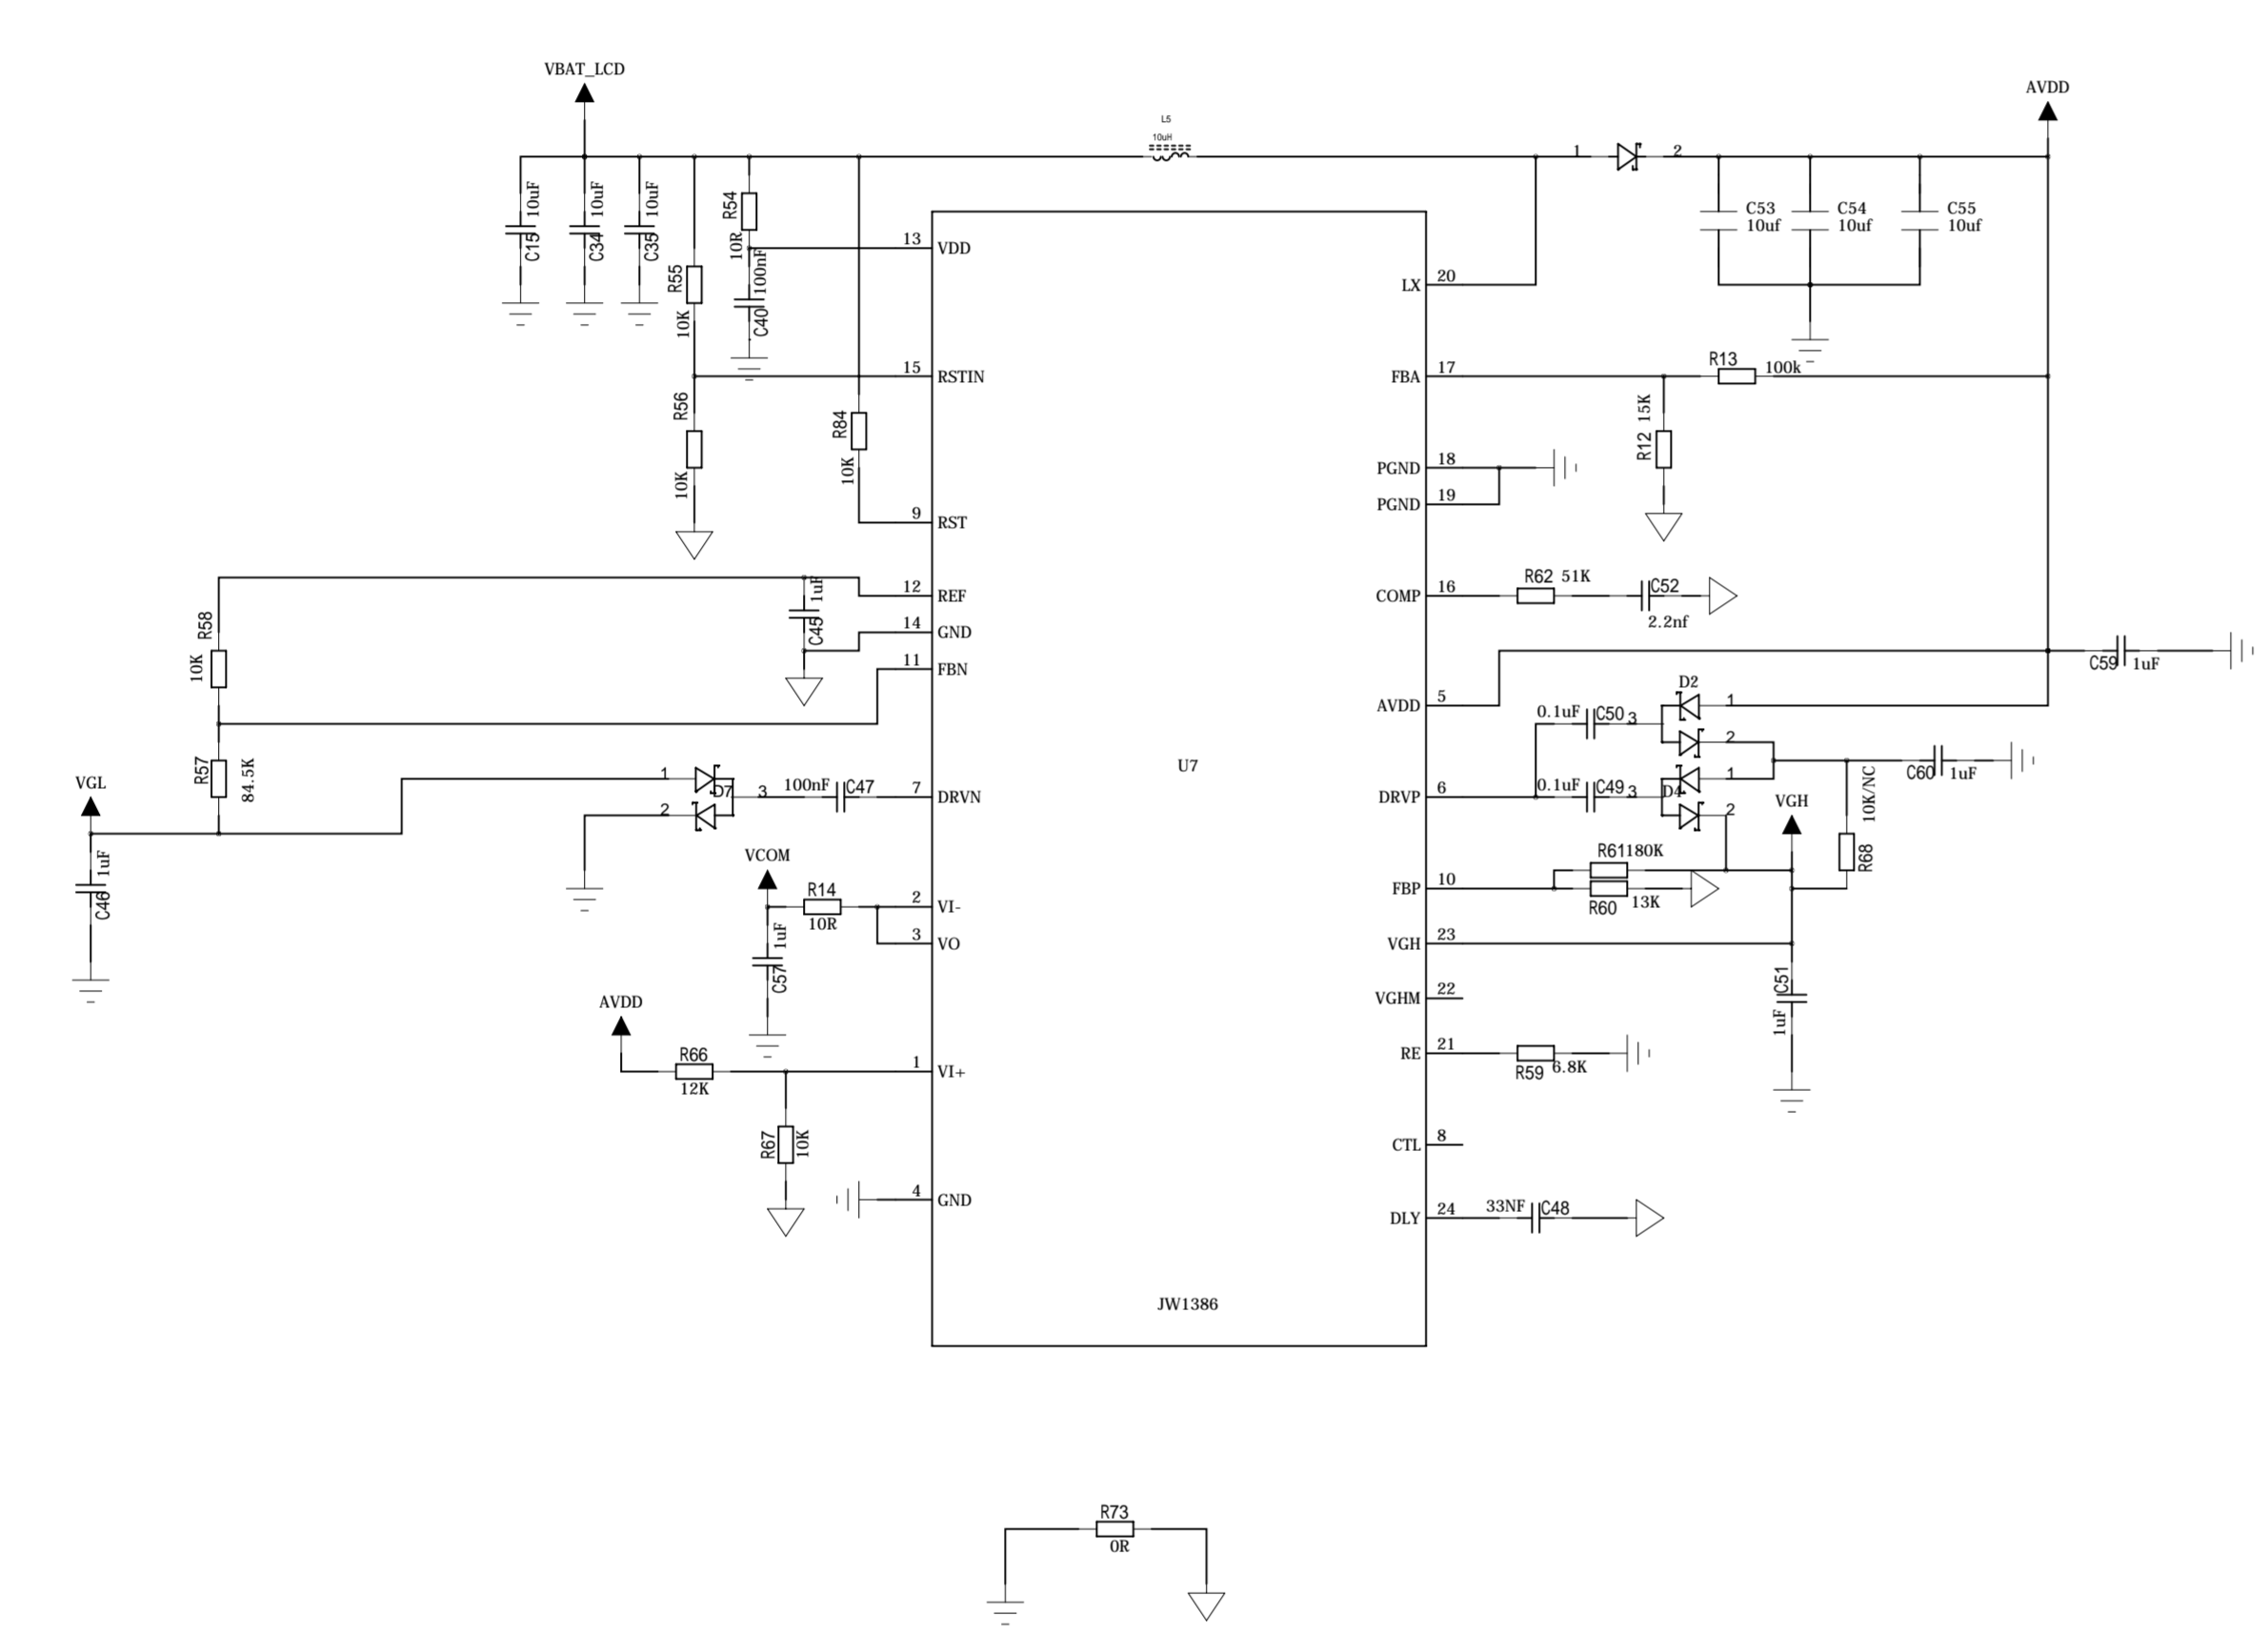 VBAT_LCD
AVDD
L5
10uH
1
2
10uF
C15
10uF
C34
10uF
C35
R54
10R
100nF
C40
R55
10K
R56
10K
R84
10K
C53
10uf
C54
10uf
C55
10uf
13 VDD
15 RSTIN
9 RST
12 REF
14 GND
11 FBN
7 DRVN
2 VI-
3 VO
1 VI+
4 GND
LX 20
FBA 17
PGND 18
PGND 19
COMP 16
AVDD 5
DRVP 6
FBP 10
VGH 23
VGHM 22
RE 21
CTL 8
DLY 24
U7
JW1386
R13
100k
15K
R12
R62 51K
C52
2.2nf
C59
1uF
D2
1
2
0.1uF C50 3
0.1uF C49 3
D4
1
2
C60
1uF
10K/NC
R68
VGH
R61 180K
R60
13K
C51
1uF
R59
6.8K
33NF C48
R58
10K
R57
84.5K
1uF
C45
VGL
1uF
C46
1
2
D7
3
100nF C47
VCOM
R14
10R
1uF
C57
AVDD
R66
12K
R67
10K
R73
0R